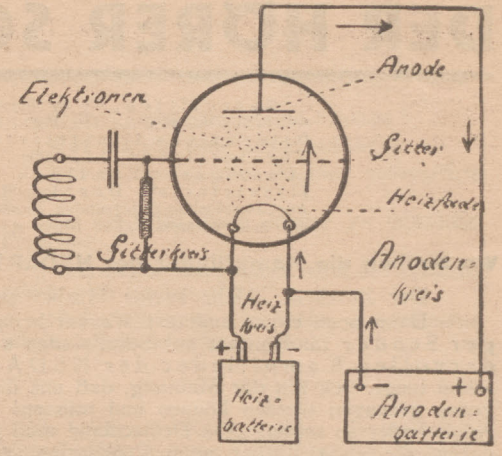 Anode
Elektronen
Gitter
Heizfaden
Gitterkreis
Anoden=
kreis
Heiz
kreis
+ -
- +
Heiz=
batterie
Anoden=
batterie